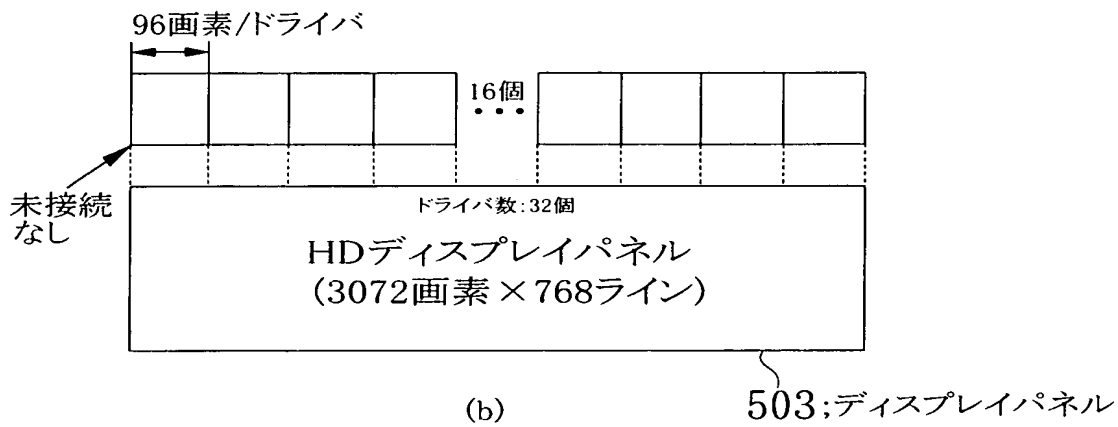 96画素/ドライバ
16個
・・・
未接続
なし
ドライバ数:32個
HDディスプレイパネル
(3072画素×768ライン)
503;ディスプレイパネル
(b)